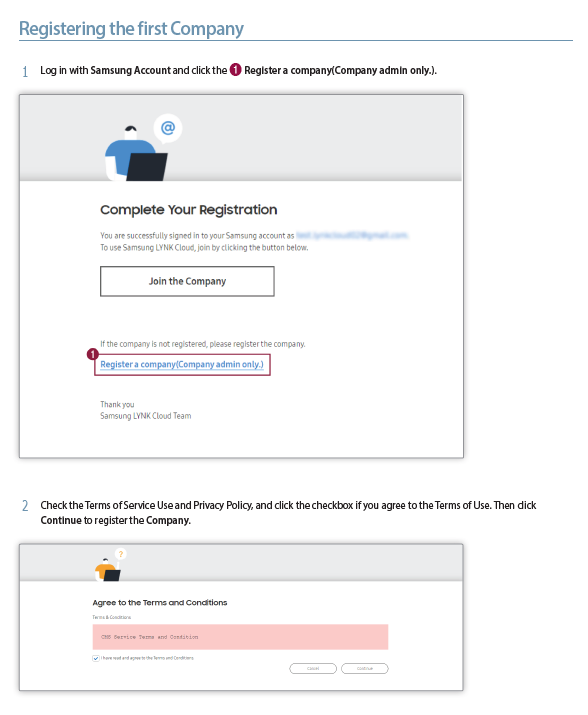 Registering the first Company
1 Log in with Samsung Account and click the 1 Register a company(Company admin only.).
@
Complete Your Registration
You are successfully signed in to your Samsung account as
To use Samsung LYNK Cloud, join by clicking the button below.
Join the Company
If the company is not registered, please register the company.
1
Register a company(Company admin only.)
Thank you
Samsung LYNK Cloud Team
2 Check the Terms of Service Use and Privacy Policy, and click the checkbox if you agree to the Terms of Use. Then click
Continue to register the Company.
?
Agree to the Terms and Conditions
Terms & Conditions
CMS Service Terms and Condition
I have read and agree to the Terms and Conditions.
Cancel Continue